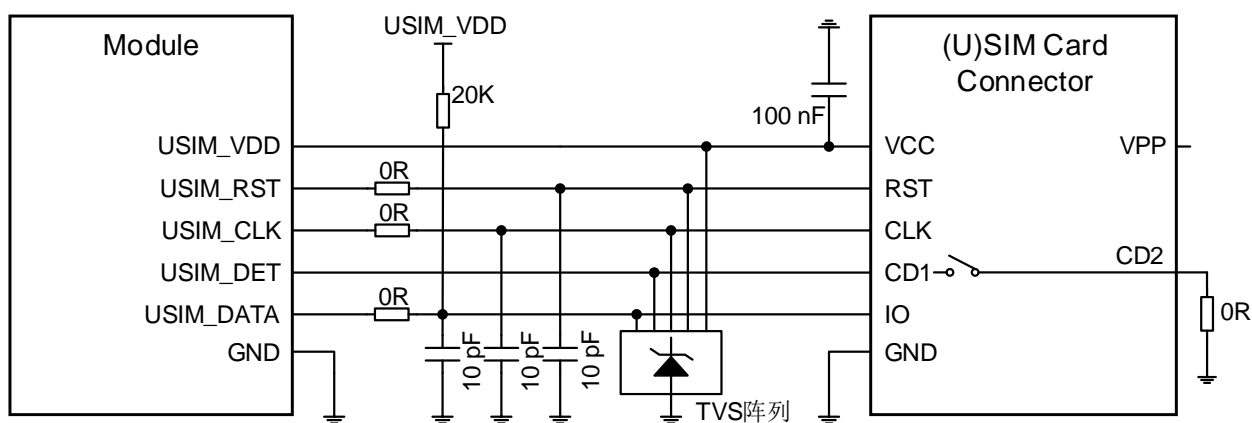 USIM_VDD
Module
(U)SIM Card
Connector
20K
100 nF
USIM_VDD
VCC
VPP
0R
USIM_RST
RST
0R
USIM_CLK
CLK
USIM_DET
CD1
CD2
0R
USIM_DATA
IO
0R
GND
GND
10 pF
10 pF
10 pF
TVS阵列